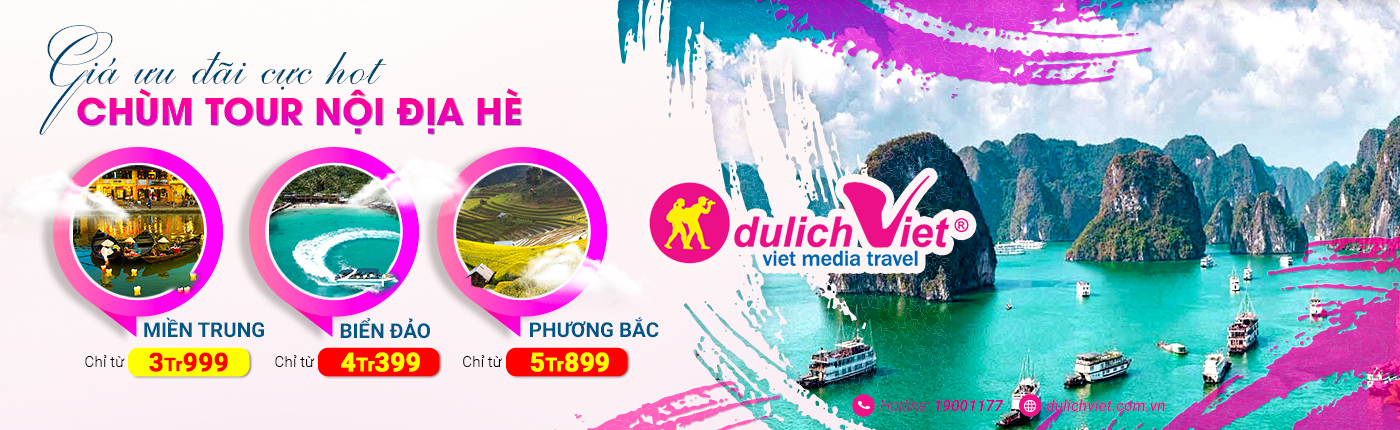 Giá ưu đãi cực hot
CHÙM TOUR NỘI ĐỊA HÈ
MIỀN TRUNG
Chỉ từ 3Tr999
BIỂN ĐẢO
Chỉ từ 4Tr399
PHƯƠNG BẮC
Chỉ từ 5Tr899
dulichViet®
viet media travel
Hotline: 19001177
dulichviet.com.vn